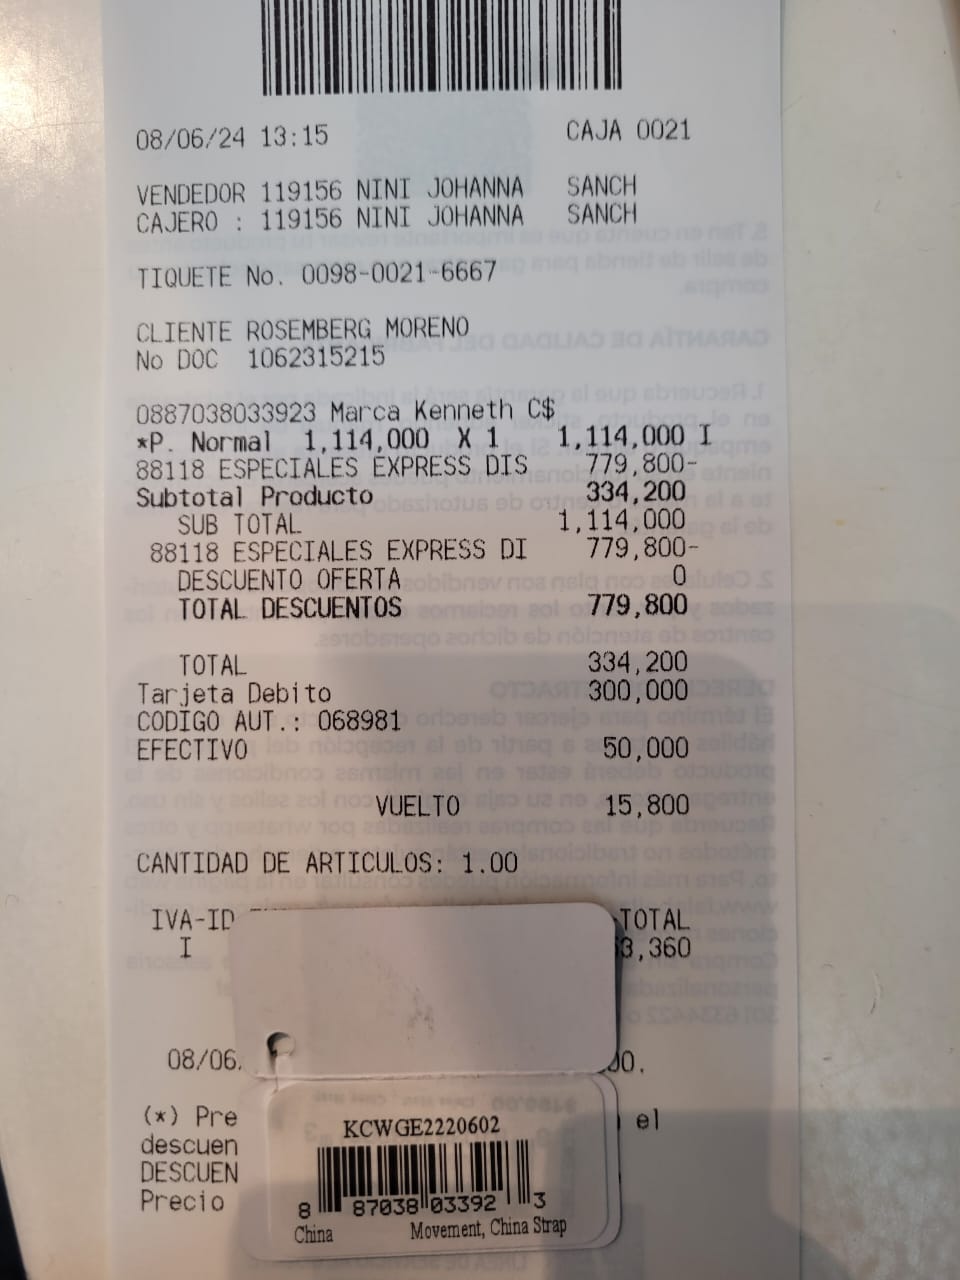 08/06/24 13:15 CAJA 0021
VENDEDOR 119156 NINI JOHANNA SANCH
CAJERO : 119156 NINI JOHANNA SANCH
TIQUETE No. 0098-0021-6667
CLIENTE ROSEMBERG MORENO
No DOC 1062315215
0887038033923 Marca Kenneth C$
*P. Normal 1,114,000 X 1 1,114,000 I
88118 ESPECIALES EXPRESS DIS 779,800-
Subtotal Producto 334,200
SUB TOTAL 1,114,000
88118 ESPECIALES EXPRESS DI 779,800-
DESCUENTO OFERTA 0
TOTAL DESCUENTOS 779,800
TOTAL 334,200
Tarjeta Debito 300,000
CODIGO AUT.: 068981
EFECTIVO 50,000
VUELTO 15,800
CANTIDAD DE ARTICULOS: 1.00
IVA-ID TOTAL
I 3,360
08/06. 00.
(*) Pre el
descuen
DESCUEN
Precio
KCWGE2220602
8 87038 03392 3
China Movement, China Strap